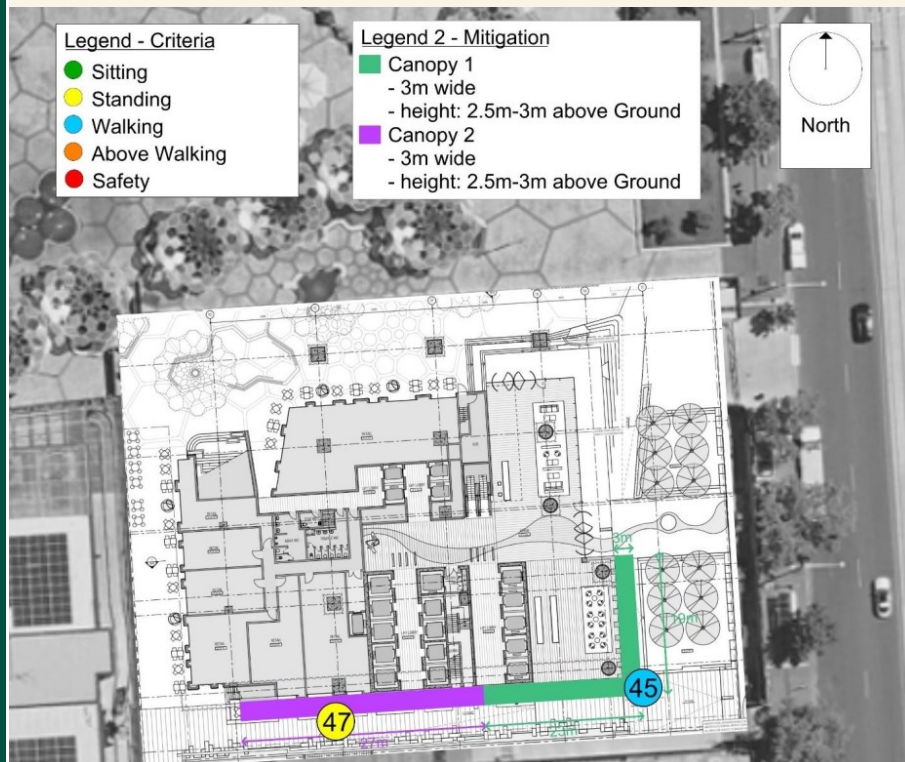 Legend - Criteria
Sitting
Standing
Walking
Above Walking
Safety
Legend 2 - Mitigation
Canopy 1
- 3m wide
- height: 2.5m-3m above Ground
Canopy 2
- 3m wide
- height: 2.5m-3m above Ground
North
3m
19m
45
47
27m
23m